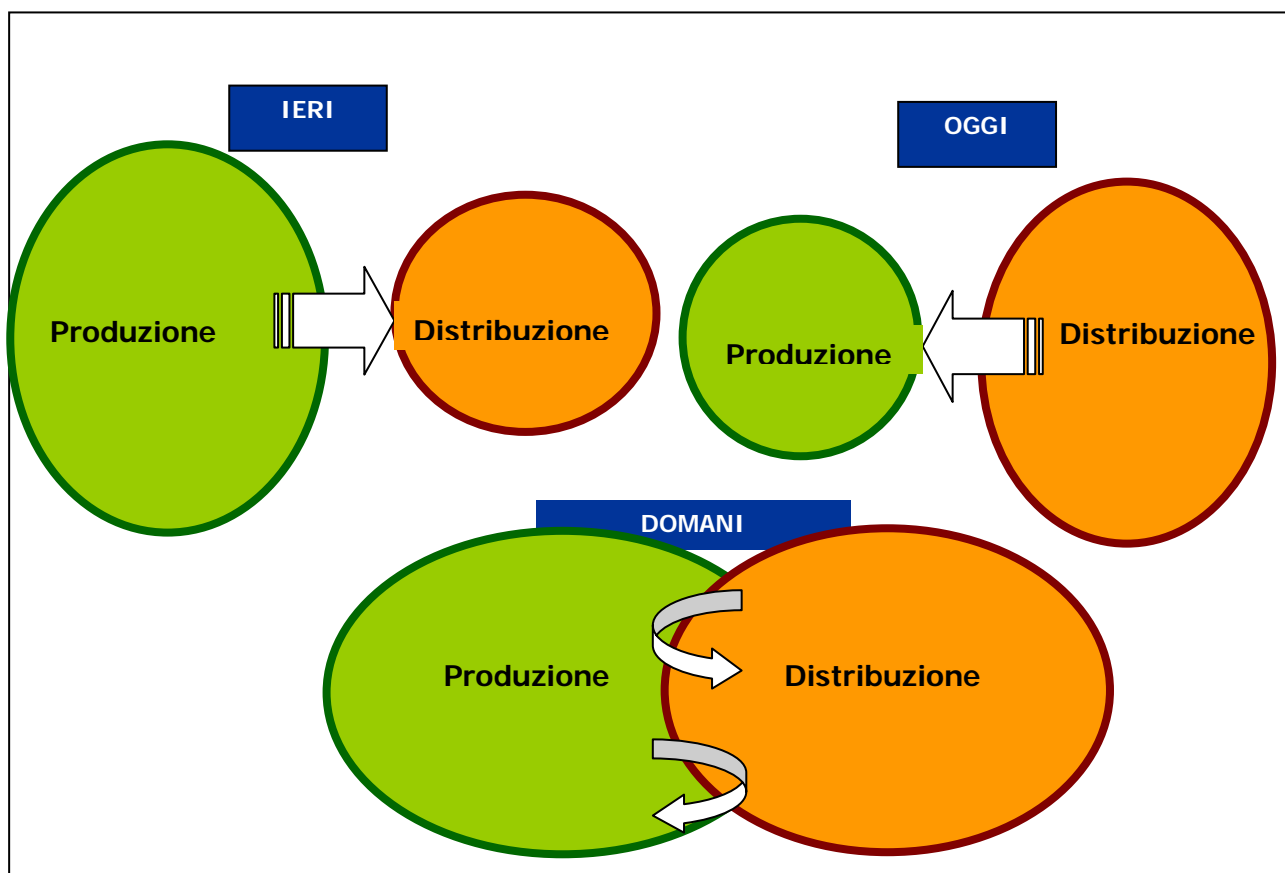 IERI
Produzione
Distribuzione
OGGI
Produzione
Distribuzione
DOMANI
Produzione
Distribuzione